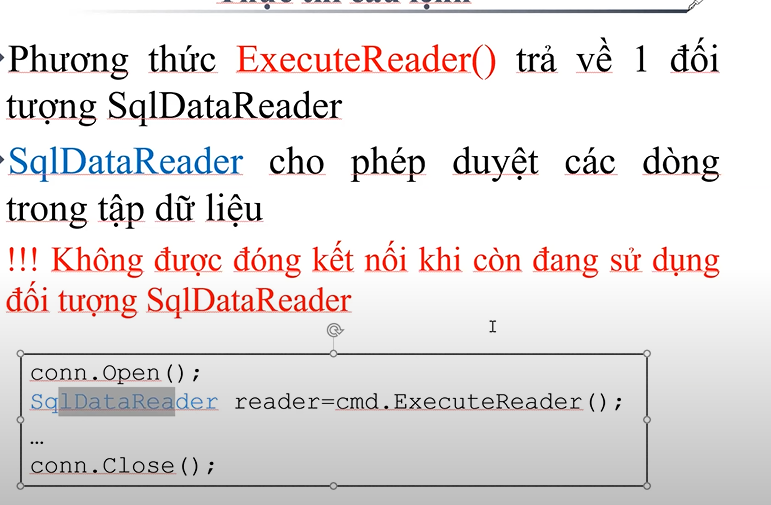 Phương thức ExecuteReader() trả về 1 đối
tượng SqlDataReader
SqlDataReader cho phép duyệt các dòng
trong tập dữ liệu
!!! Không được đóng kết nối khi còn đang sử dụng
đối tượng SqlDataReader
conn.Open();
SqlDataReader reader=cmd.ExecuteReader();
…
conn.Close();